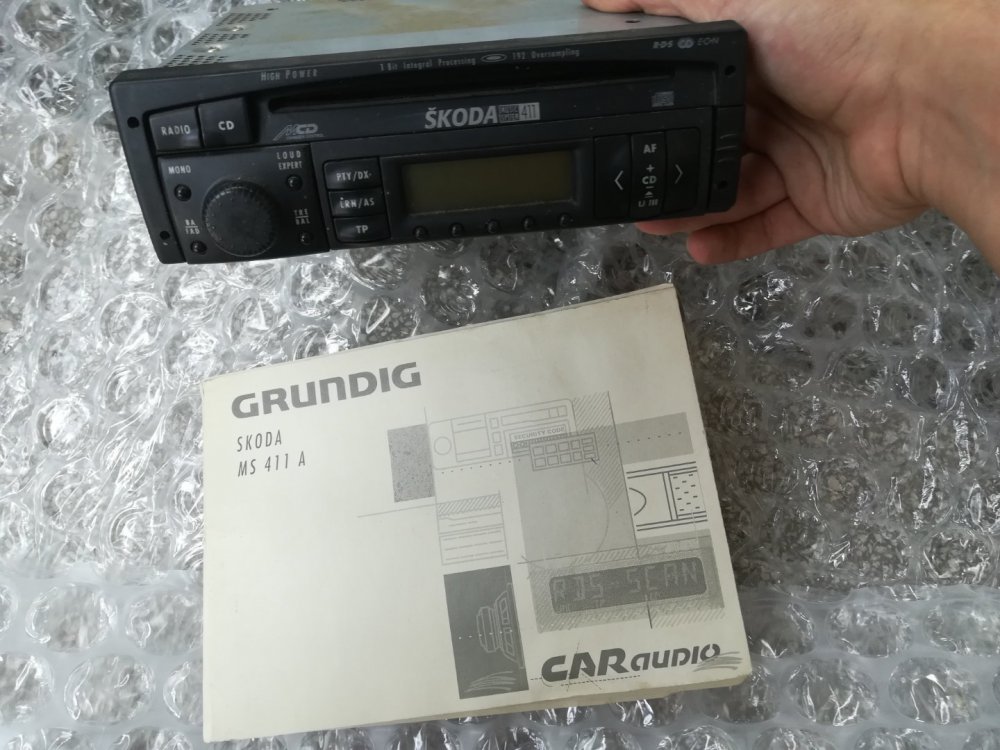 R·D·S EON
1 Bit Integral Processing 192 Oversampling
HIGH POWER
RADIO
CD
ŠKODA 411
MONO
LOUD
EXPERT
PTY/DX-
LRN/AS
TP
BA
FAD
TRE
BAL
AF
+
CD
-
<
>
GRUNDIG
SKODA
MS 411 A
SECURITY CODE
RDS SCAN
CARaudio